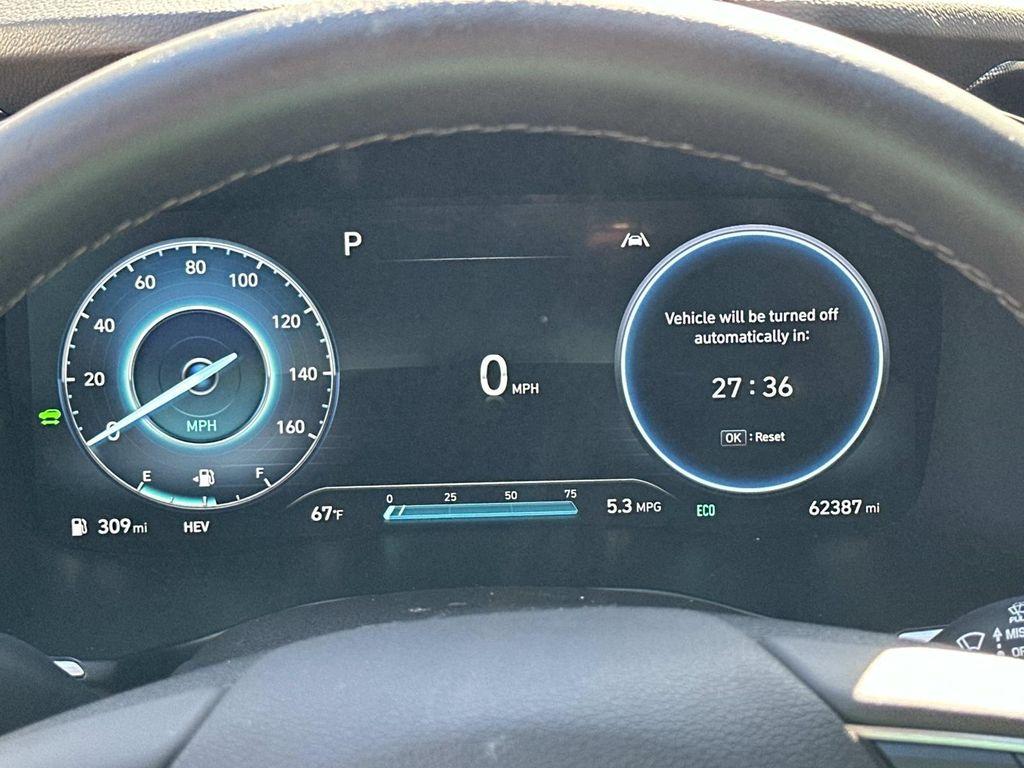 P
0
20
40
60
80
100
120
140
160
MPH
E
F
309 mi
HEV
0 MPH
67°F
0 25 50 75
5.3 MPG
Vehicle will be turned off
automatically in:
27 : 36
OK : Reset
ECO
62387 mi
MIS